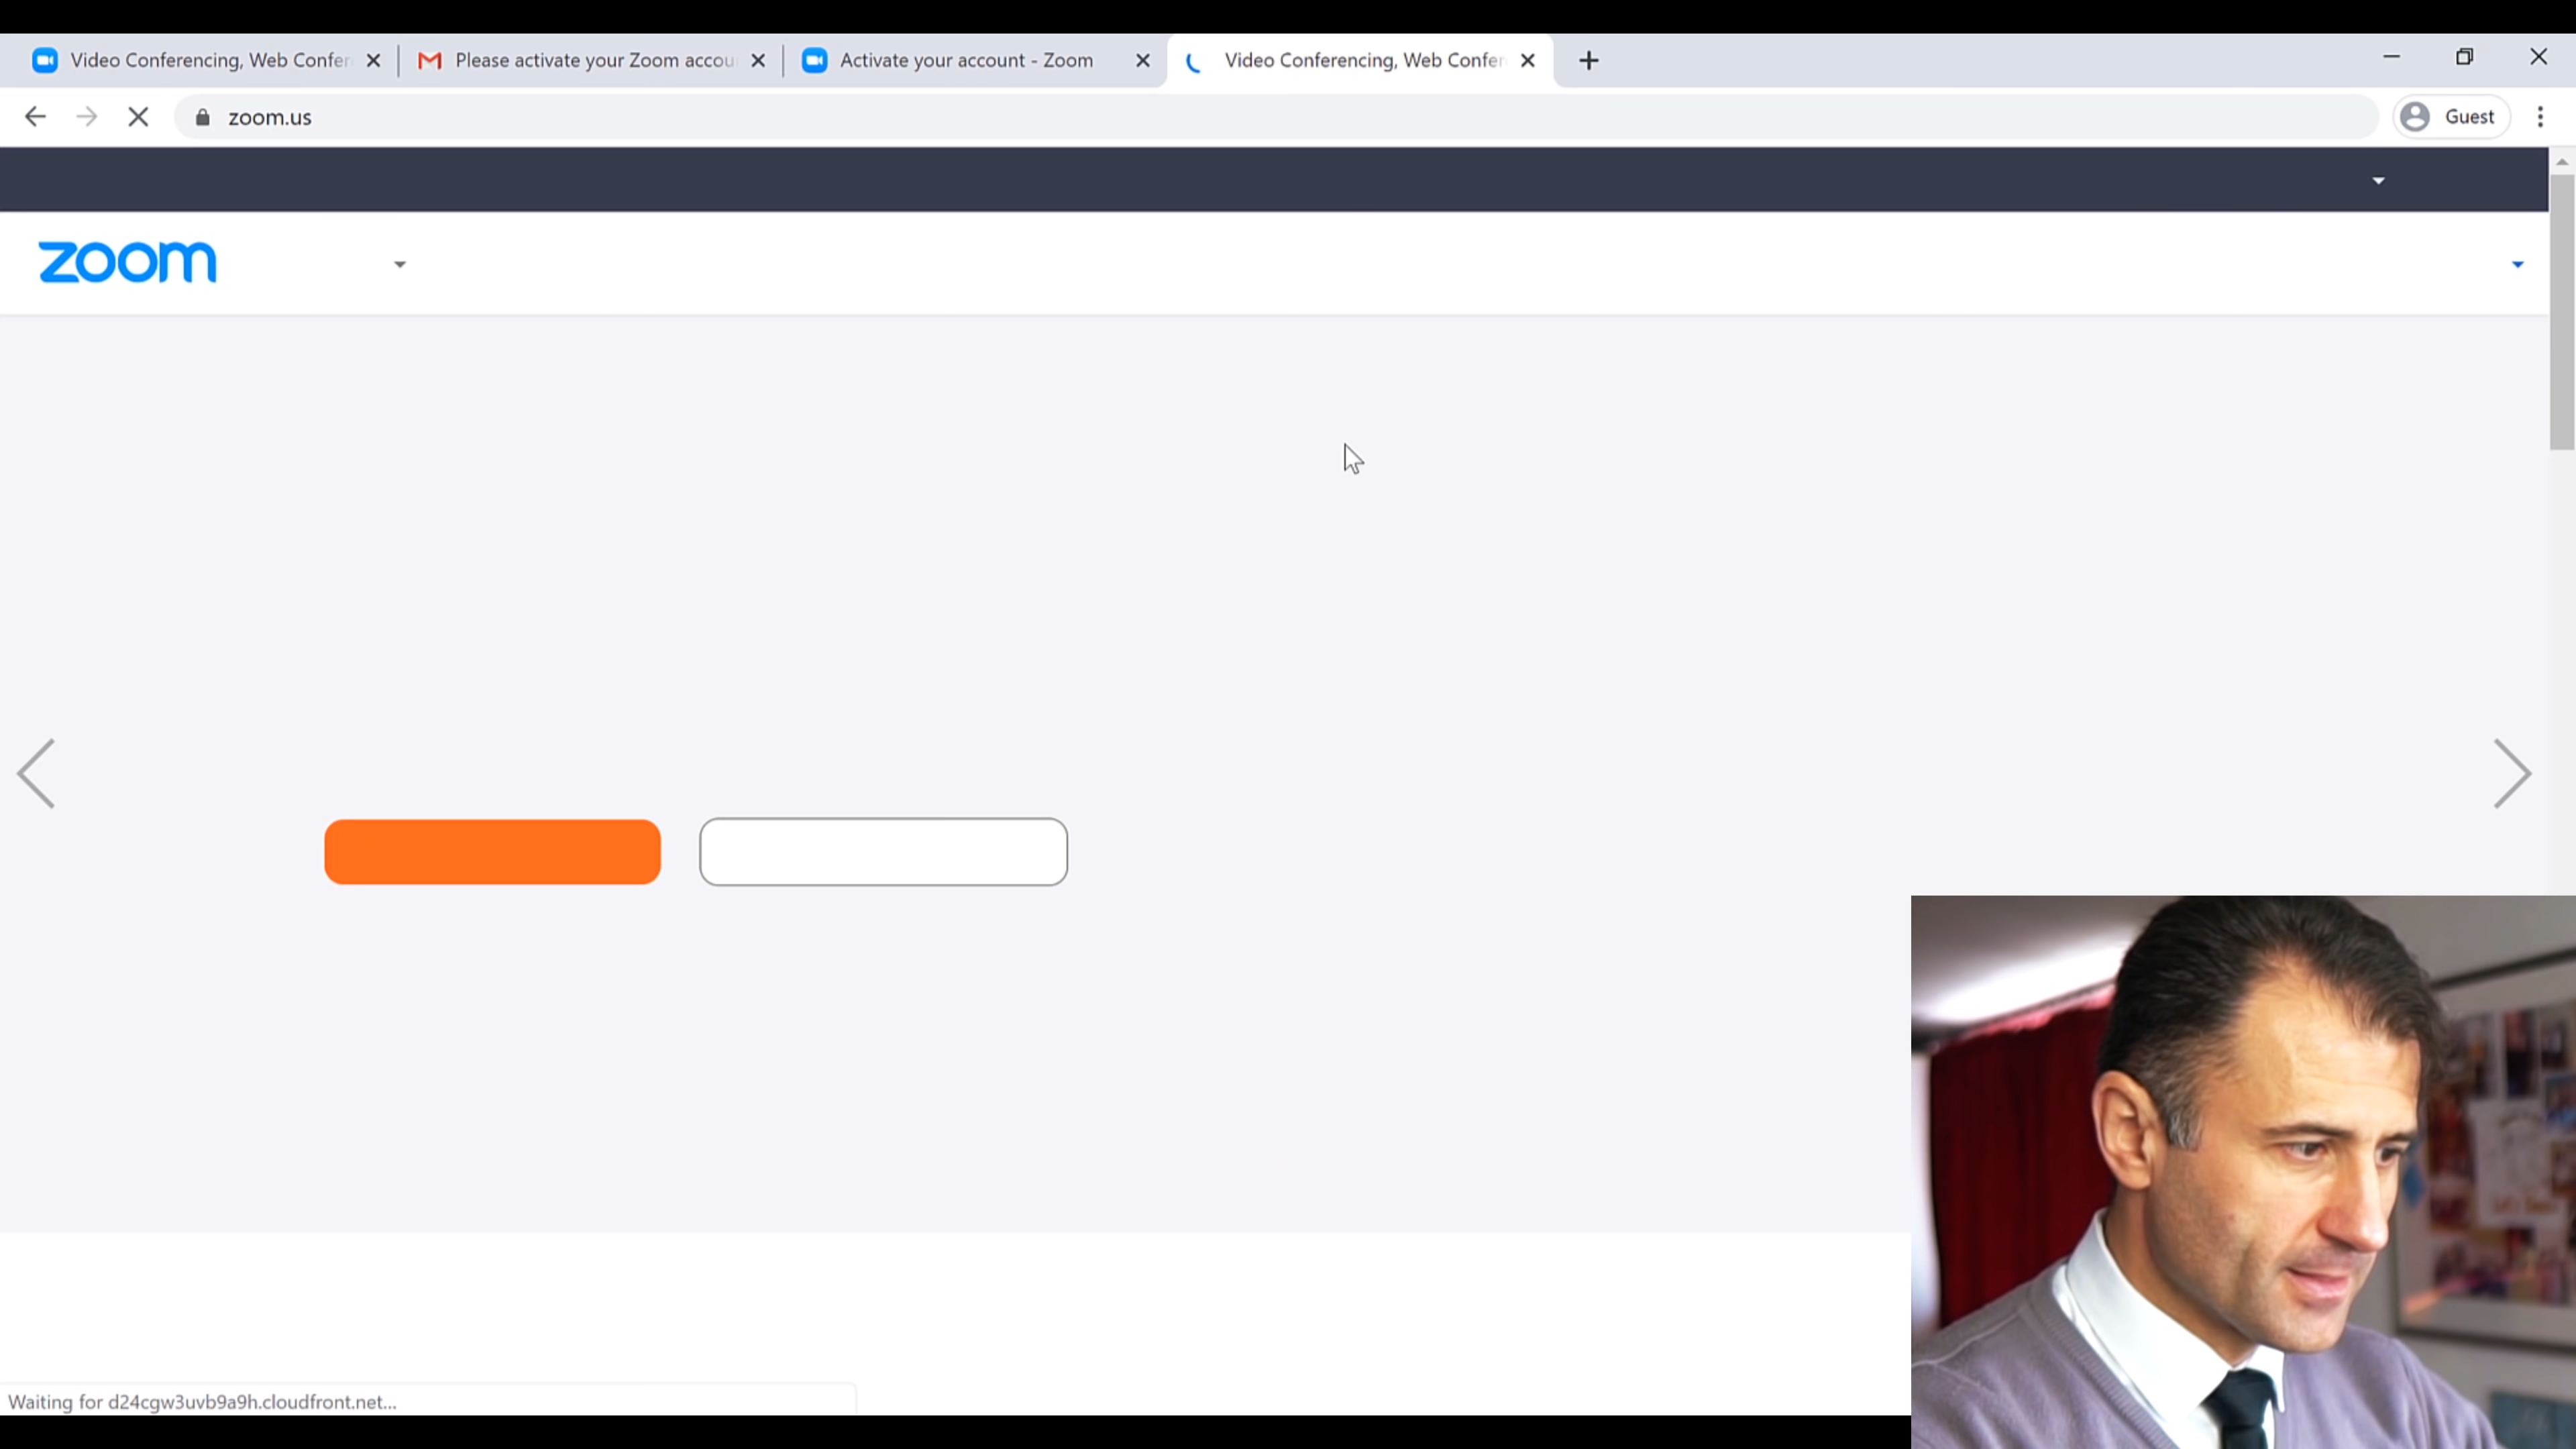 Video Conferencing, Web Confer
Please activate your Zoom accou
Activate your account - Zoom
Video Conferencing, Web Confer
zoom.us
Guest
zoom
Waiting for d24cgw3uvb9a9h.cloudfront.net...